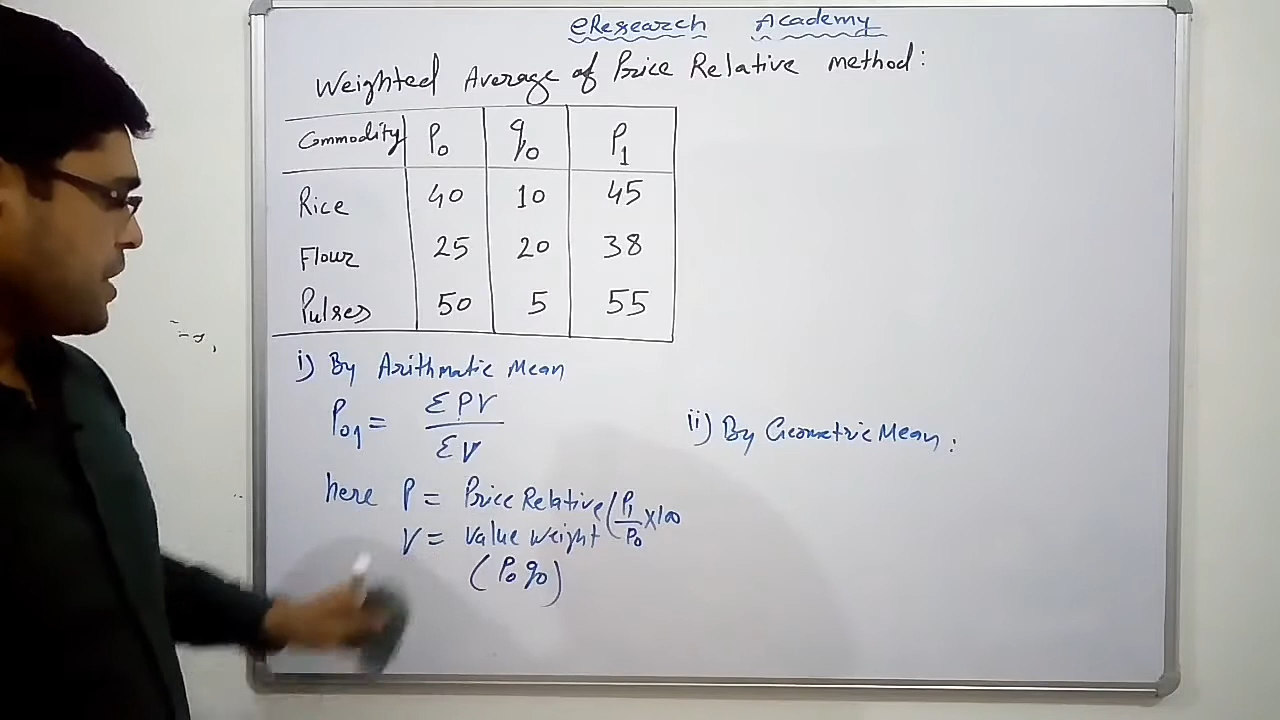 eResearch Academy
Weighted Average of Price Relative method:
Commodity P₀ q₀ P₁
Rice 40 10 45
Flour 25 20 38
Pulses 50 5 55
i) By Arithmatic Mean
P₀₁ = ΣPV / ΣV
ii) By Geometric Mean:
here P = Price Relative (P₁/P₀ × 100
V = Value weight
(P₀q₀)